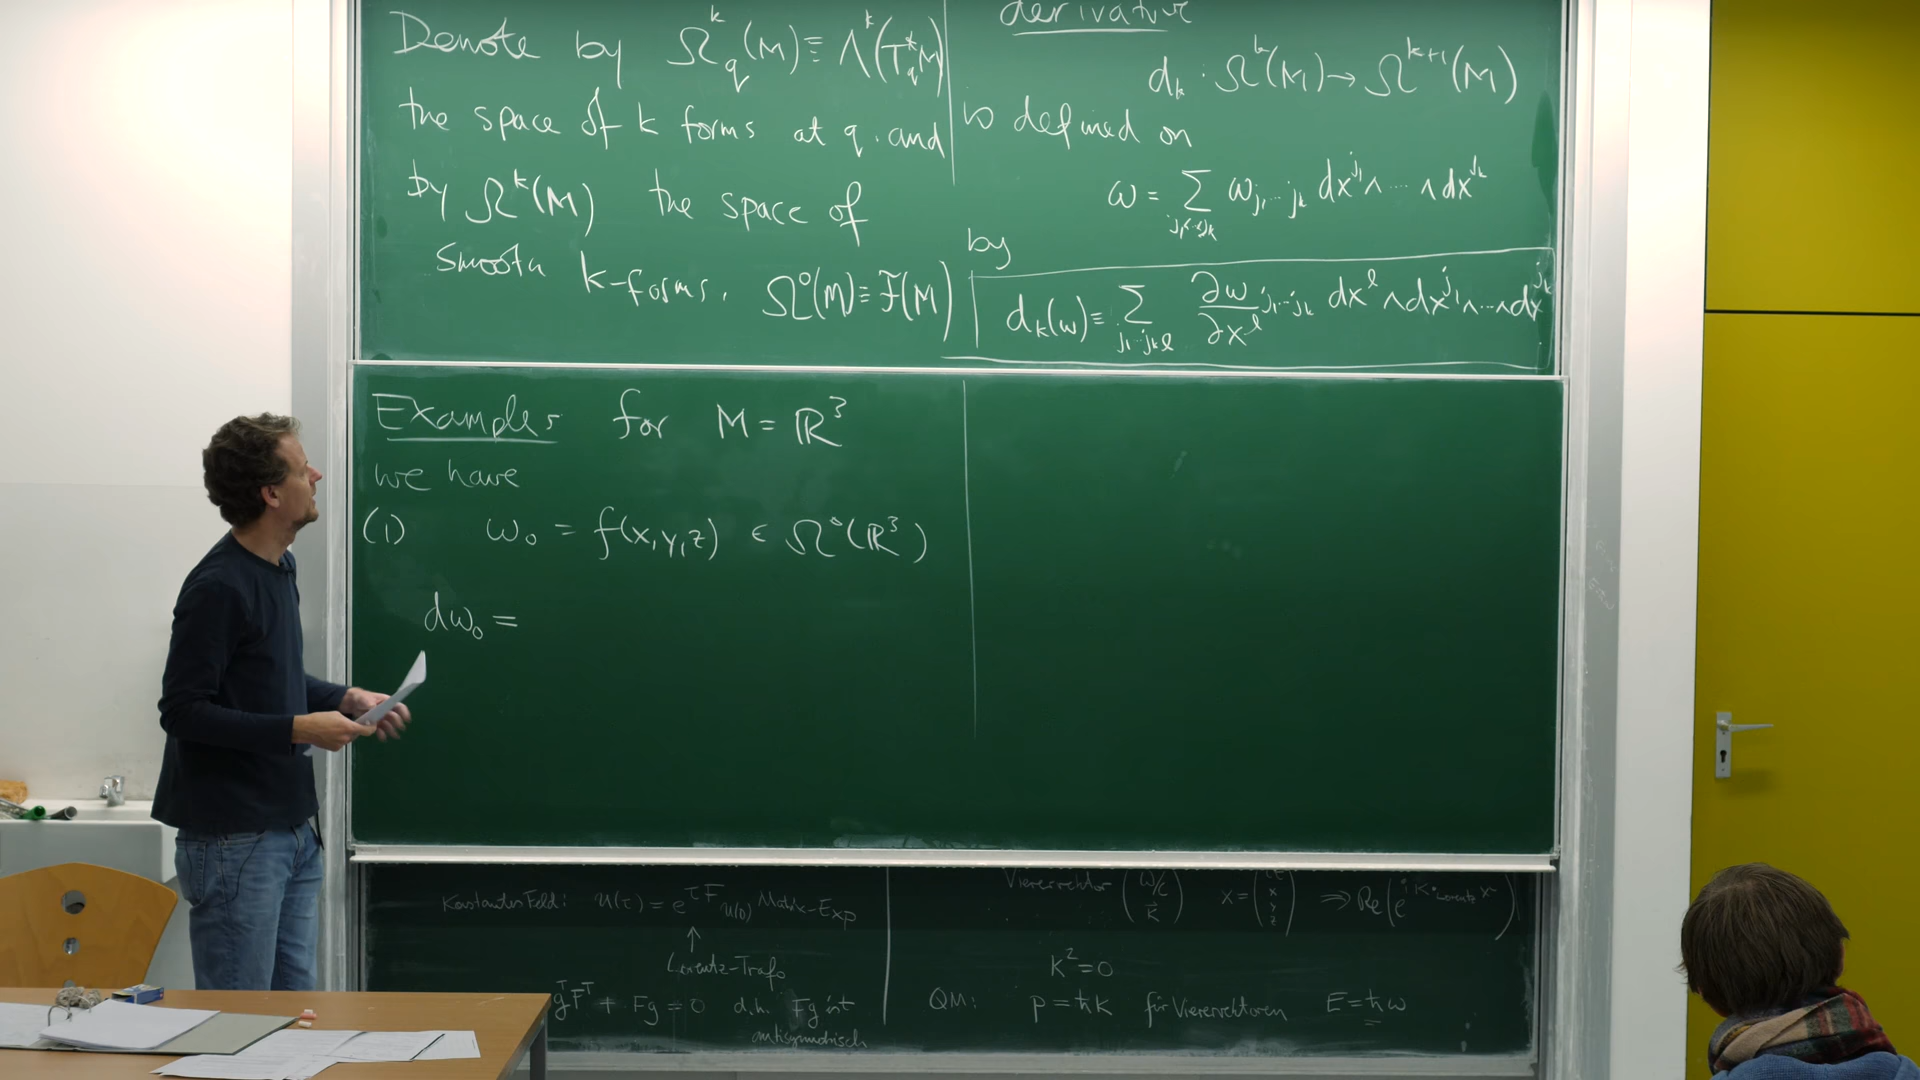 Denote by Ω^k_q(M) ≡ Λ^k(T^*_q M)
the space of k forms at q. and
by Ω^k(M) the space of
smooth k-forms. Ω^0(M) ≡ F(M)
derivative
d_k : Ω^k(M) → Ω^{k+1}(M)
is defined on
ω = Σ_{j_1<...<j_k} ω_{j_1...j_k} dx^{j_1} ∧ ... ∧ dx^{j_k}
by
d_k(ω) ≡ Σ_{j_1...j_k l} ∂ω_{j_1...j_k}/∂x^l dx^l ∧ dx^{j_1} ∧ ... ∧ dx^{j_k}
Examples for M = ℝ^3
we have
(1) ω_0 = f(x,y,z) ∈ Ω^0(ℝ^3)
dω_0 =
Konstantes Feld: u(τ) = e^{τF} u(0) Matrix-Exp
↑
Lorentz-Trafo
g^T F^T + Fg = 0 d.h. Fg ist
antisymmetrisch
Vierervektor (ω/c k⃗) x = (x y z) ⇒ Re(e^{i K·Lorentz x})
K^2 = 0
QM: p = ħK für Vierervektoren E = ħω